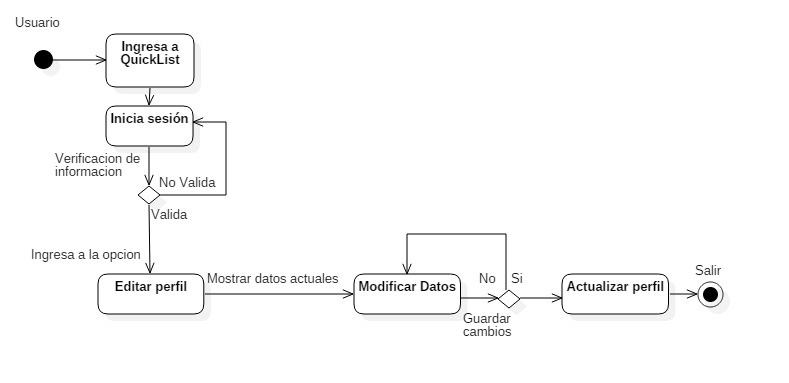 Usuario
Ingresa a
QuickList
Inicia sesión
Verificacion de
informacion
No Valida
Valida
Ingresa a la opcion
Editar perfil
Mostrar datos actuales
Modificar Datos
No
Si
Guardar
cambios
Actualizar perfil
Salir